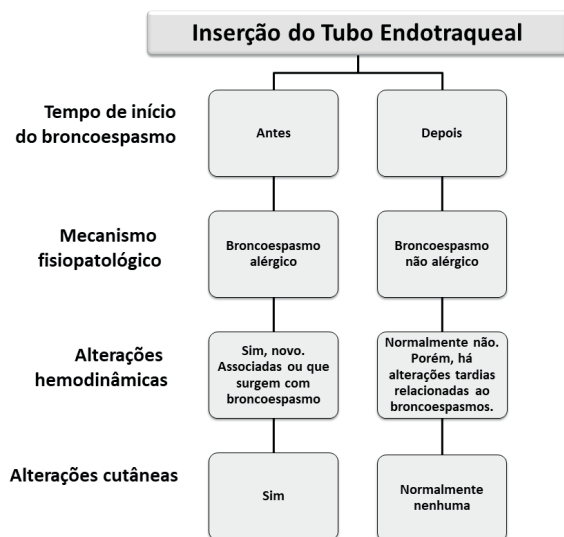 Inserção do Tubo Endotraqueal
Tempo de início
do broncoespasmo
Antes
Depois
Mecanismo
fisiopatológico
Broncoespasmo
alérgico
Broncoespasmo
não alérgico
Alterações
hemodinâmicas
Sim, novo.
Associadas ou que
surgem com
broncoespasmo
Normalmente não.
Porém, há
alterações tardias
relacionadas ao
broncoespasmos.
Alterações cutâneas
Sim
Normalmente
nenhuma